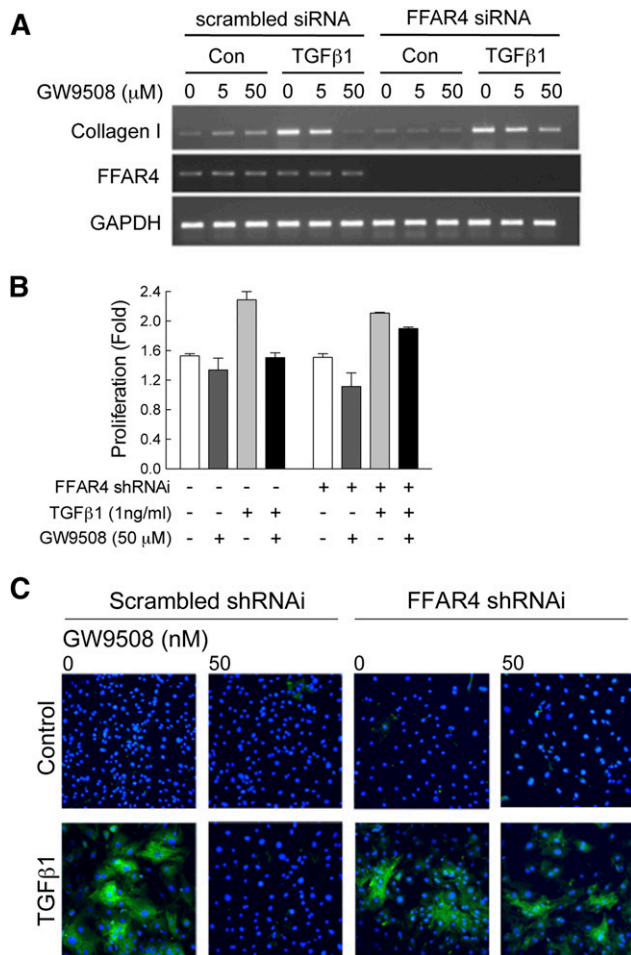 A
scrambled siRNA FFAR4 siRNA
Con TGFβ1 Con TGFβ1
GW9508 (μM) 0 5 50 0 5 50 0 5 50 0 5 50
Collagen I
FFAR4
GAPDH
B
Proliferation (Fold)
2.4
2.0
1.6
1.2
0.8
0.4
0.0
FFAR4 shRNAi - - - - + + + +
TGFβ1 (1ng/ml) - - + + - - + +
GW9508 (50 μM) - + - + - + - +
C
Scrambled shRNAi FFAR4 shRNAi
GW9508 (nM)
0 50 0 50
Control
TGFβ1